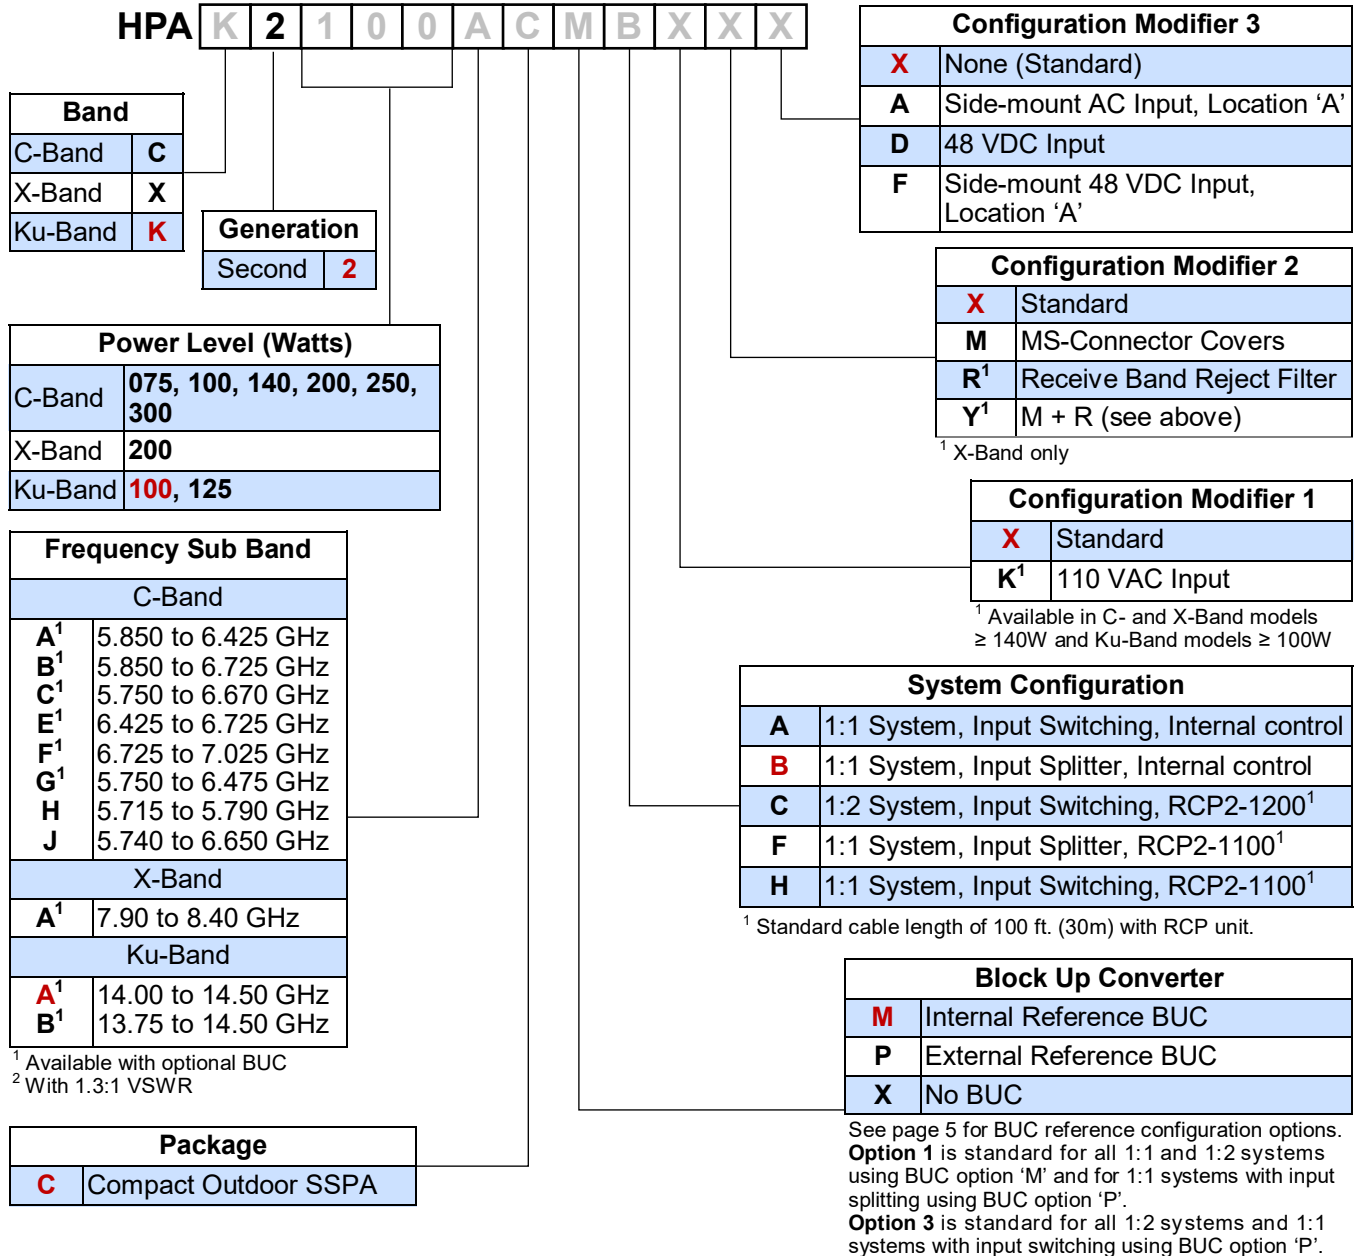 HPA K 2 1 0 0 A C M B X X X
Band
C-Band C
X-Band X
Ku-Band K
Generation
Second 2
Power Level (Watts)
C-Band 075, 100, 140, 200, 250,
300
X-Band 200
Ku-Band 100, 125
Frequency Sub Band
C-Band
A¹ 5.850 to 6.425 GHz
B¹ 5.850 to 6.725 GHz
C¹ 5.750 to 6.670 GHz
E¹ 6.425 to 6.725 GHz
F¹ 6.725 to 7.025 GHz
G¹ 5.750 to 6.475 GHz
H 5.715 to 5.790 GHz
J 5.740 to 6.650 GHz
X-Band
A¹ 7.90 to 8.40 GHz
Ku-Band
A¹ 14.00 to 14.50 GHz
B¹ 13.75 to 14.50 GHz
¹ Available with optional BUC
² With 1.3:1 VSWR
Package
C Compact Outdoor SSPA
Configuration Modifier 3
X None (Standard)
A Side-mount AC Input, Location ‘A’
D 48 VDC Input
F Side-mount 48 VDC Input,
Location ‘A’
Configuration Modifier 2
X Standard
M MS-Connector Covers
R¹ Receive Band Reject Filter
Y¹ M + R (see above)
¹ X-Band only
Configuration Modifier 1
X Standard
K¹ 110 VAC Input
¹ Available in C- and X-Band models
≥ 140W and Ku-Band models ≥ 100W
System Configuration
A 1:1 System, Input Switching, Internal control
B 1:1 System, Input Splitter, Internal control
C 1:2 System, Input Switching, RCP2-1200¹
F 1:1 System, Input Splitter, RCP2-1100¹
H 1:1 System, Input Switching, RCP2-1100¹
¹ Standard cable length of 100 ft. (30m) with RCP unit.
Block Up Converter
M Internal Reference BUC
P External Reference BUC
X No BUC
See page 5 for BUC reference configuration options.
Option 1 is standard for all 1:1 and 1:2 systems
using BUC option ‘M’ and for 1:1 systems with input
splitting using BUC option ‘P’.
Option 3 is standard for all 1:2 systems and 1:1
systems with input switching using BUC option ‘P’.